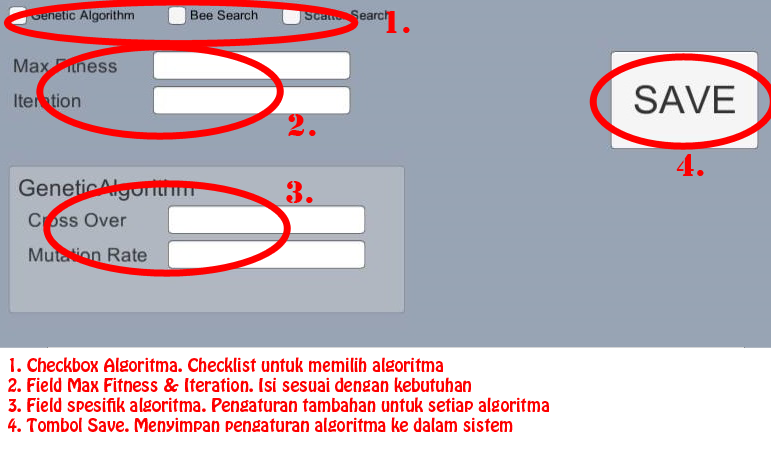 Genetic Algorithm Bee Search Scatter Search 1.
Max Fitness
Iteration
SAVE
2.
4.
GeneticAlgorithm
3.
Cross Over
Mutation Rate
1. Checkbox Algoritma. Checklist untuk memilih algoritma
2. Field Max Fitness & Iteration. Isi sesuai dengan kebutuhan
3. Field spesifik algoritma. Pengaturan tambahan untuk setiap algoritma
4. Tombol Save. Menyimpan pengaturan algoritma ke dalam sistem